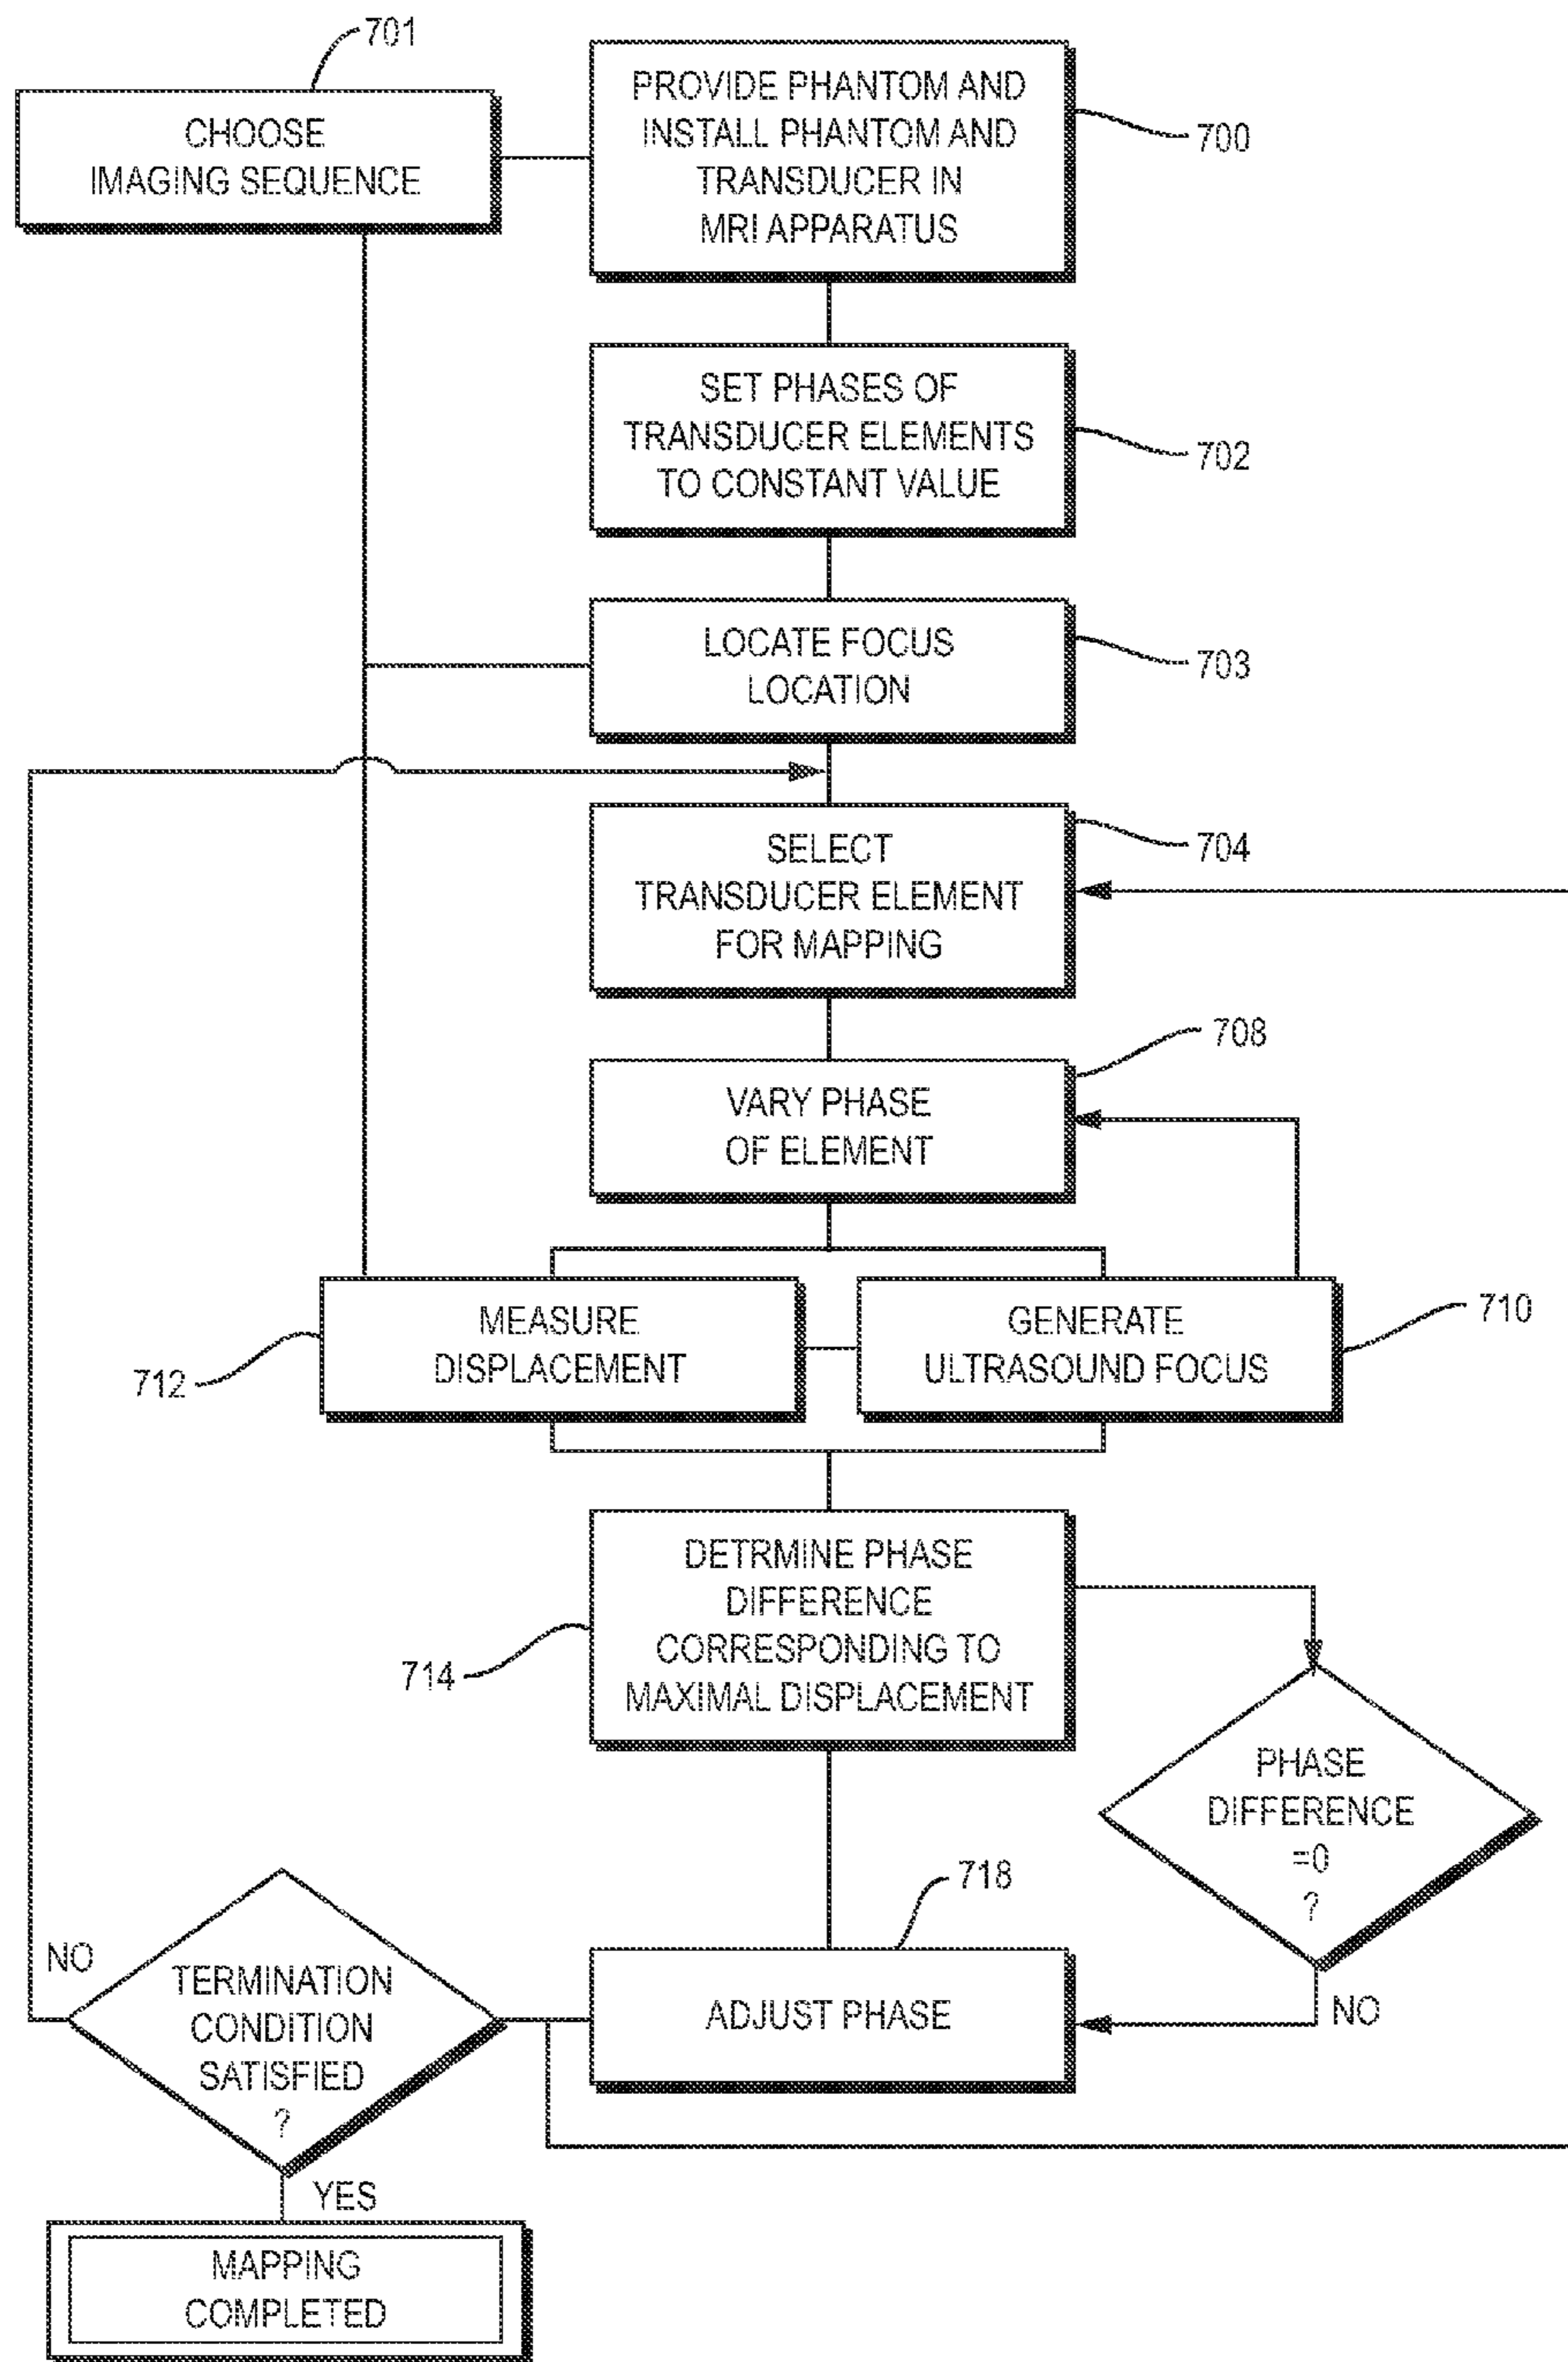 701
CHOOSE
IMAGING SEQUENCE
PROVIDE PHANTOM AND
INSTALL PHANTOM AND
TRANSDUCER IN
MRI APPARATUS
700
SET PHASES OF
TRANSDUCER ELEMENTS
TO CONSTANT VALUE
702
LOCATE FOCUS
LOCATION
703
SELECT
TRANSDUCER ELEMENT
FOR MAPPING
704
708
VARY PHASE
OF ELEMENT
MEASURE
DISPLACEMENT
712
GENERATE
ULTRASOUND FOCUS
710
DETRMINE PHASE
DIFFERENCE
CORRESPONDING TO
MAXIMAL DISPLACEMENT
714
PHASE
DIFFERENCE
=0
?
NO
718
ADJUST PHASE
NO
TERMINATION
CONDITION
SATISFIED
?
YES
MAPPING
COMPLETED